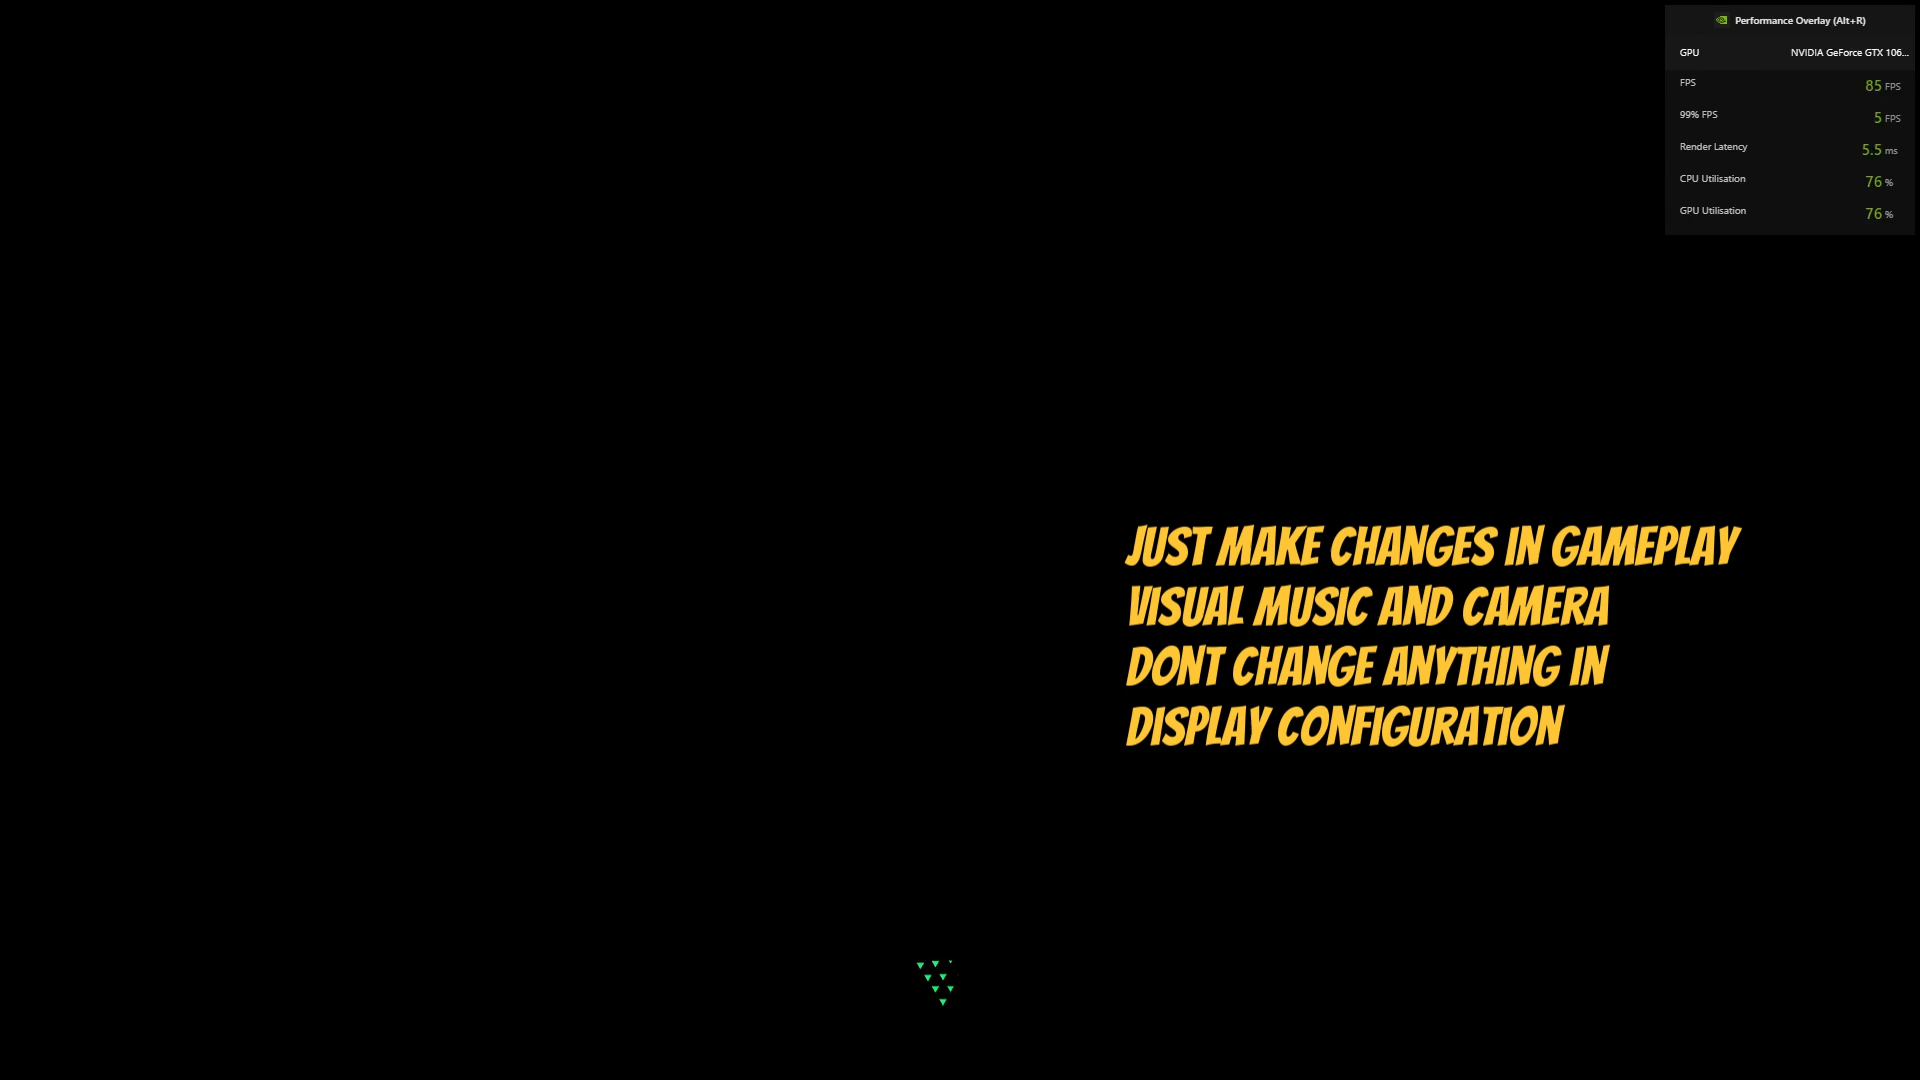 Performance Overlay (Alt+R)
GPU NVIDIA GeForce GTX 106...
FPS 85 FPS
99% FPS 5 FPS
Render Latency 5.5 ms
CPU Utilisation 76 %
GPU Utilisation 76 %
JUST MAKE CHANGES IN GAMEPLAY
VISUAL MUSIC AND CAMERA
DONT CHANGE ANYTHING IN
DISPLAY CONFIGURATION